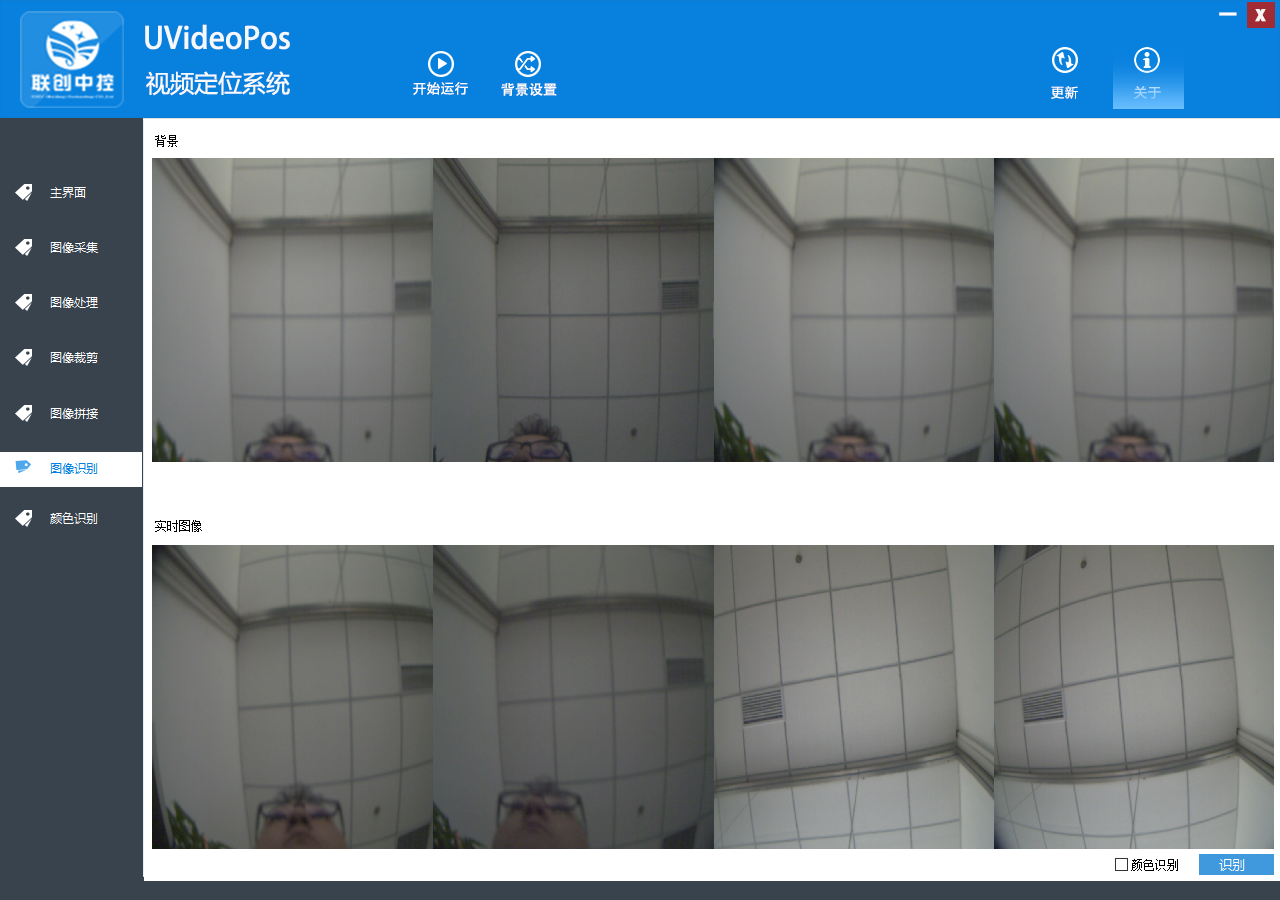 UVideoPos
联创中控
视频定位系统
开始运行
背景设置
更新
关于
X
主界面
图像采集
图像处理
图像裁剪
图像拼接
图像识别
颜色识别
背景
实时图像
颜色识别
识别